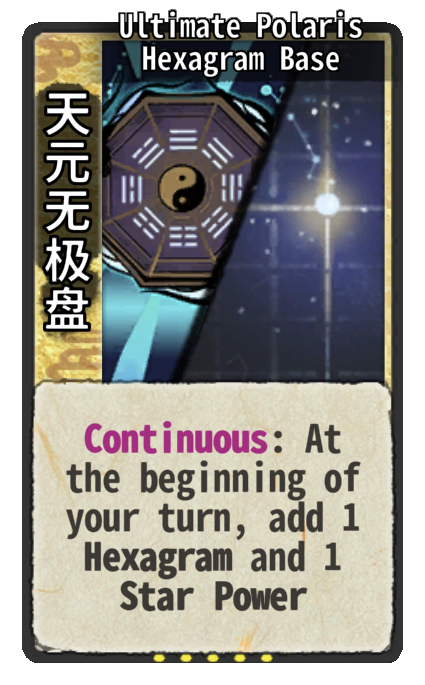 Ultimate Polaris
Hexagram Base
天元无极盘
Continuous: At
the beginning of
your turn, add 1
Hexagram and 1
Star Power